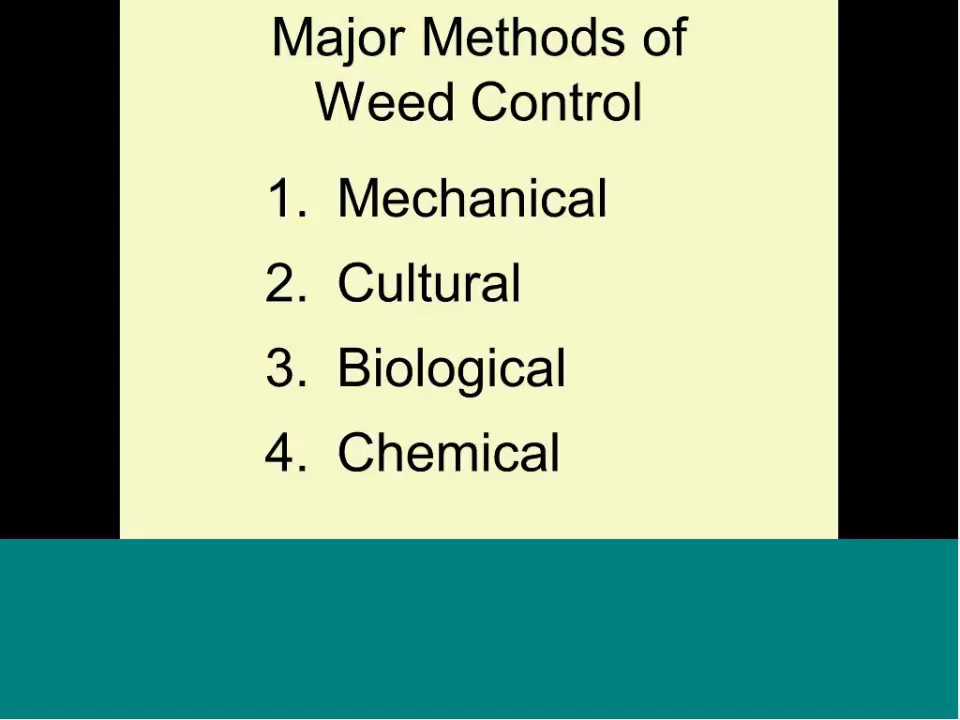 Major Methods of
Weed Control
1. Mechanical
2. Cultural
3. Biological
4. Chemical